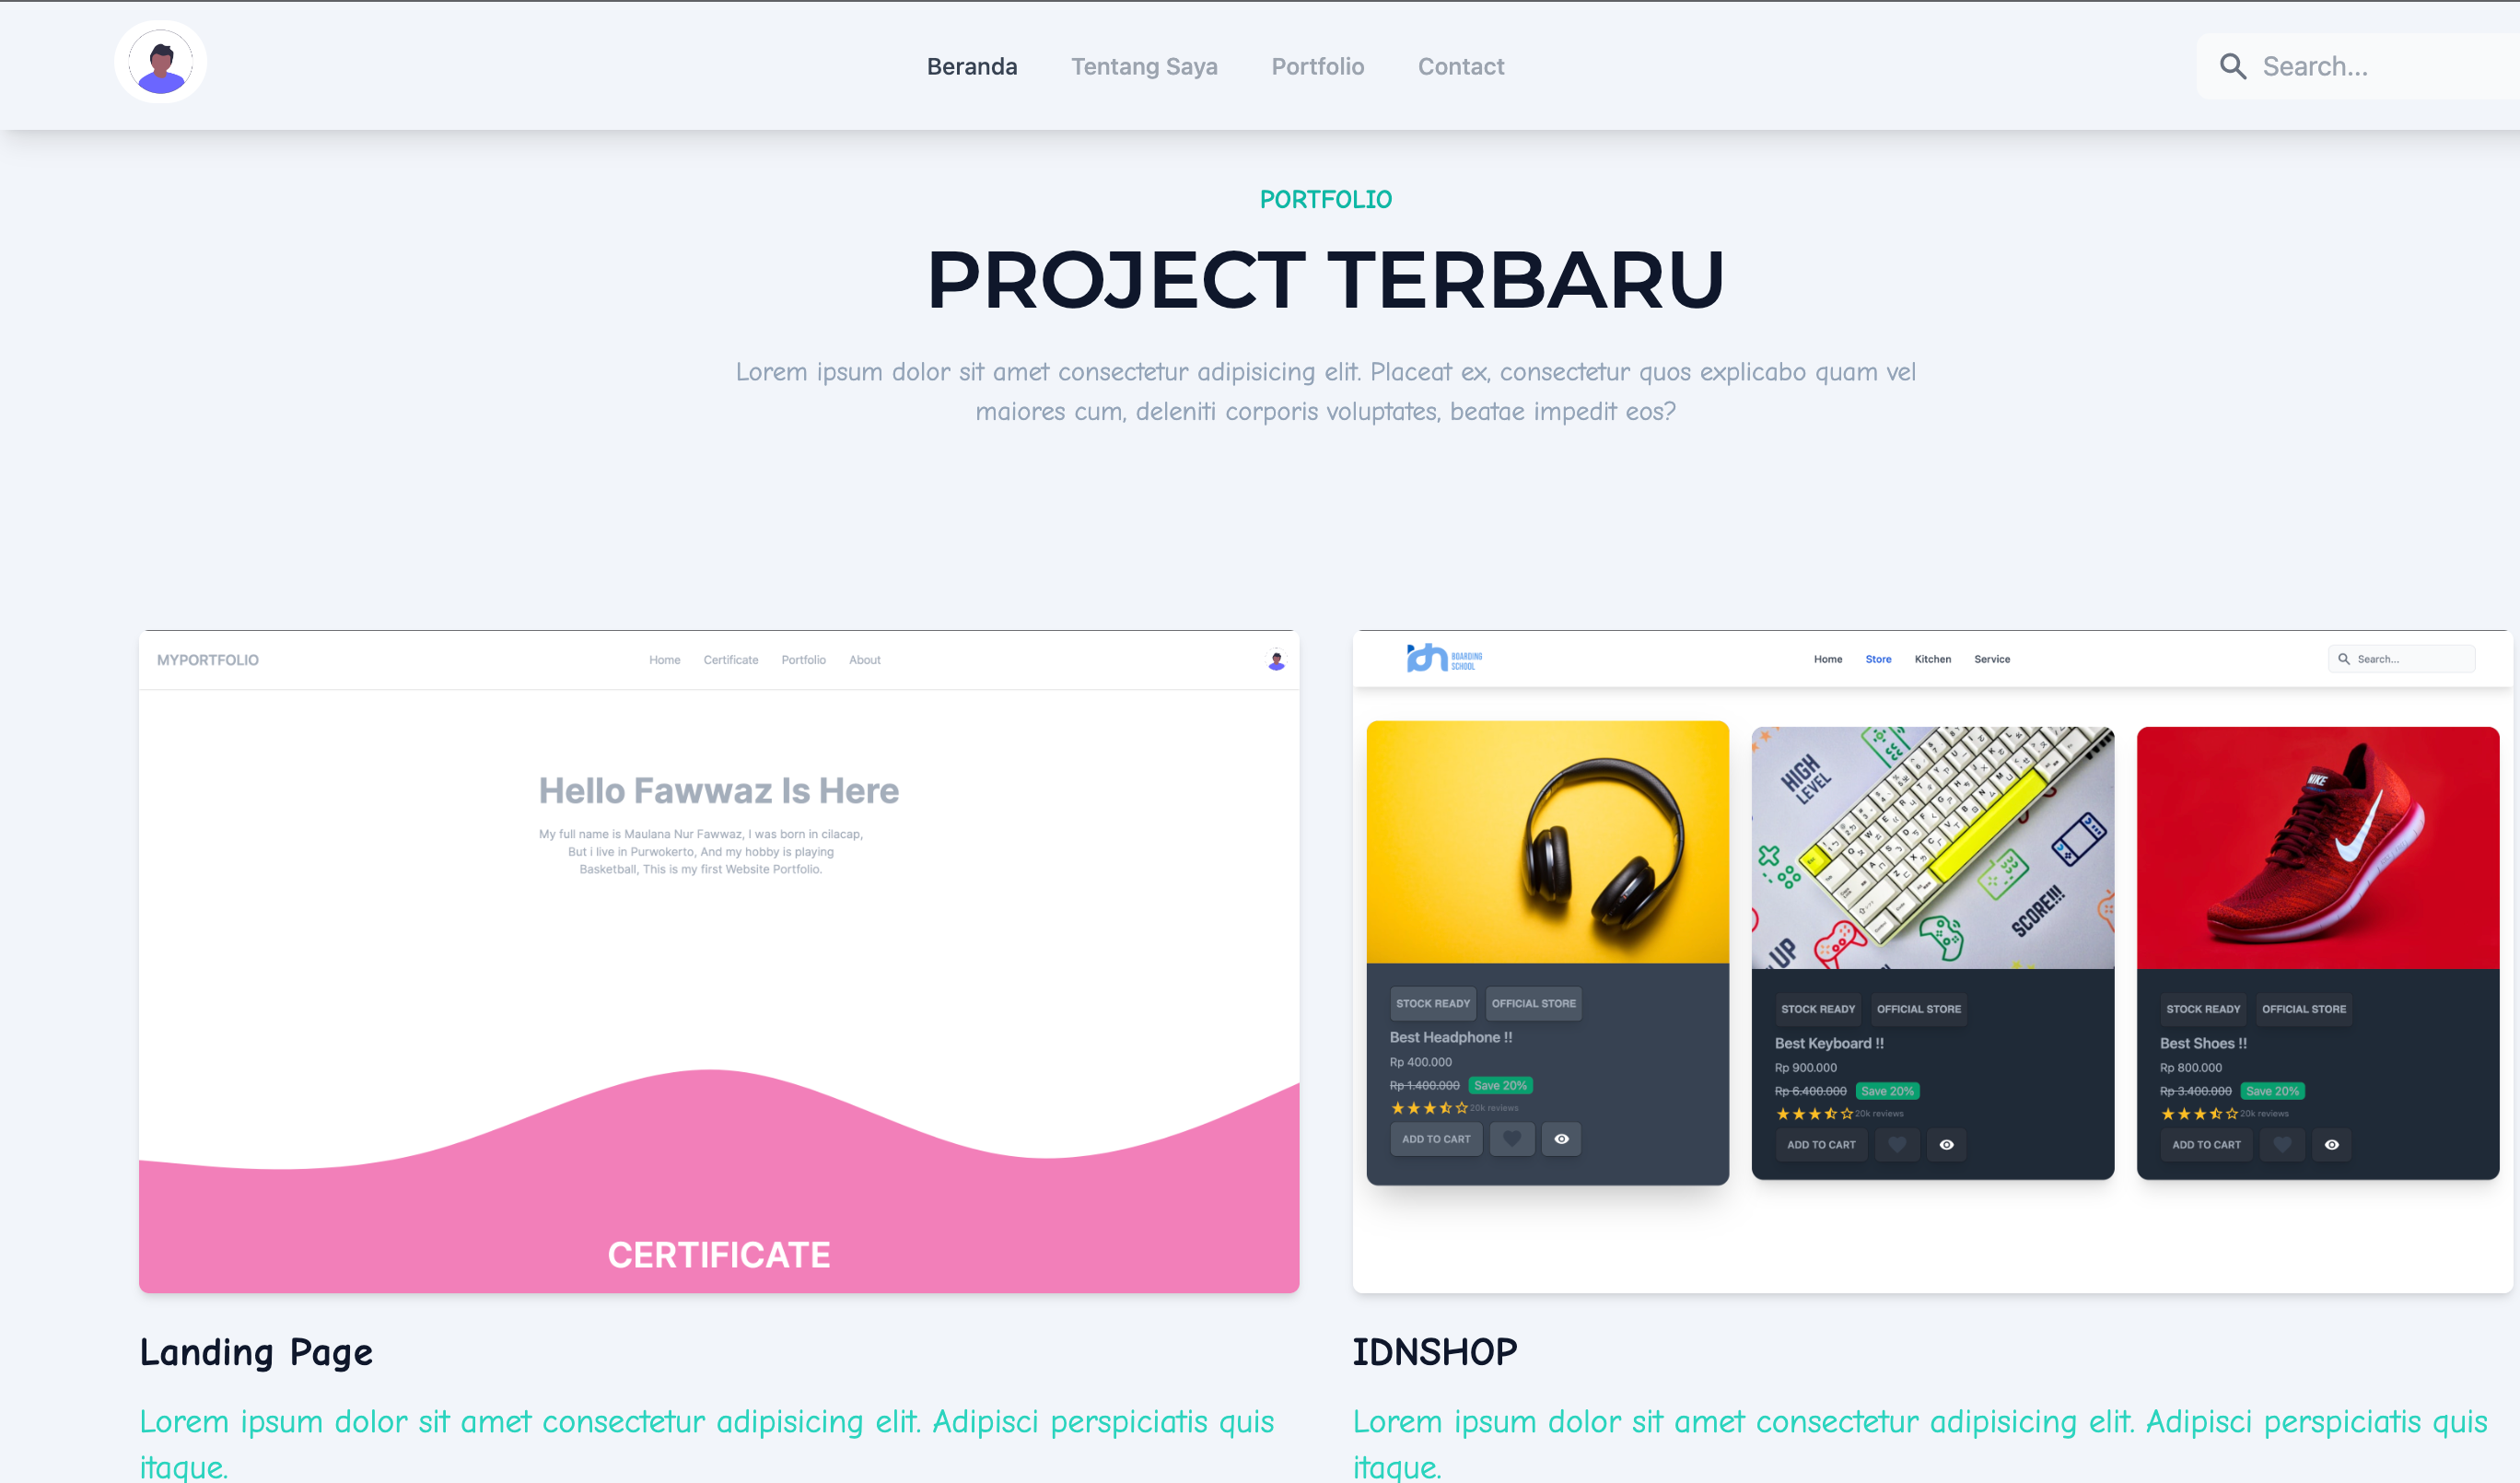 Beranda Tentang Saya Portfolio Contact Search...
PORTFOLIO
PROJECT TERBARU
Lorem ipsum dolor sit amet consectetur adipisicing elit. Placeat ex, consectetur quos explicabo quam vel
maiores cum, deleniti corporis voluptates, beatae impedit eos?
MYPORTFOLIO Home Certificate Portfolio About
Hello Fawwaz Is Here
My full name is Maulana Nur Fawwaz, I was born in cilacap,
But i live in Purwokerto, And my hobby is playing
Basketball, This is my first Website Portfolio.
CERTIFICATE
BOARDING
SCHOOL
Home Store Kitchen Service Search...
HIGH
LEVEL
SCORE!!!
UP
NIKE
STOCK READY OFFICIAL STORE
Best Headphone !!
Rp 400.000
Rp 1.400.000 Save 20%
20k reviews
ADD TO CART
STOCK READY OFFICIAL STORE
Best Keyboard !!
Rp 900.000
Rp 6.400.000 Save 20%
20k reviews
ADD TO CART
STOCK READY OFFICIAL STORE
Best Shoes !!
Rp 800.000
Rp 3.400.000 Save 20%
20k reviews
ADD TO CART
Landing Page
Lorem ipsum dolor sit amet consectetur adipisicing elit. Adipisci perspiciatis quis
itaque.
IDNSHOP
Lorem ipsum dolor sit amet consectetur adipisicing elit. Adipisci perspiciatis quis
itaque.